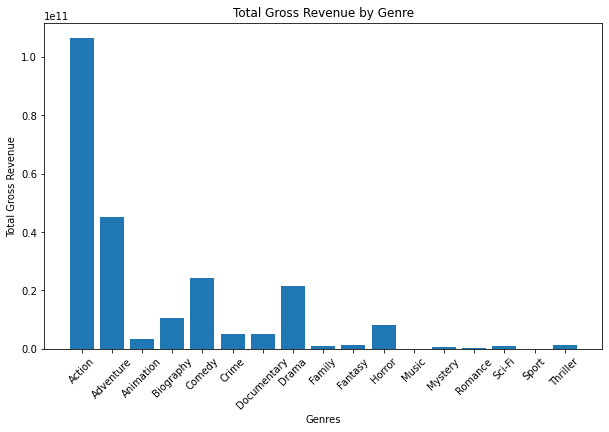 Total Gross Revenue by Genre
1e11
1.0
0.8
0.6
0.4
0.2
0.0
Total Gross Revenue
Action
Adventure
Animation
Biography
Comedy
Crime
Documentary
Drama
Family
Fantasy
Horror
Music
Mystery
Romance
Sci-Fi
Sport
Thriller
Genres